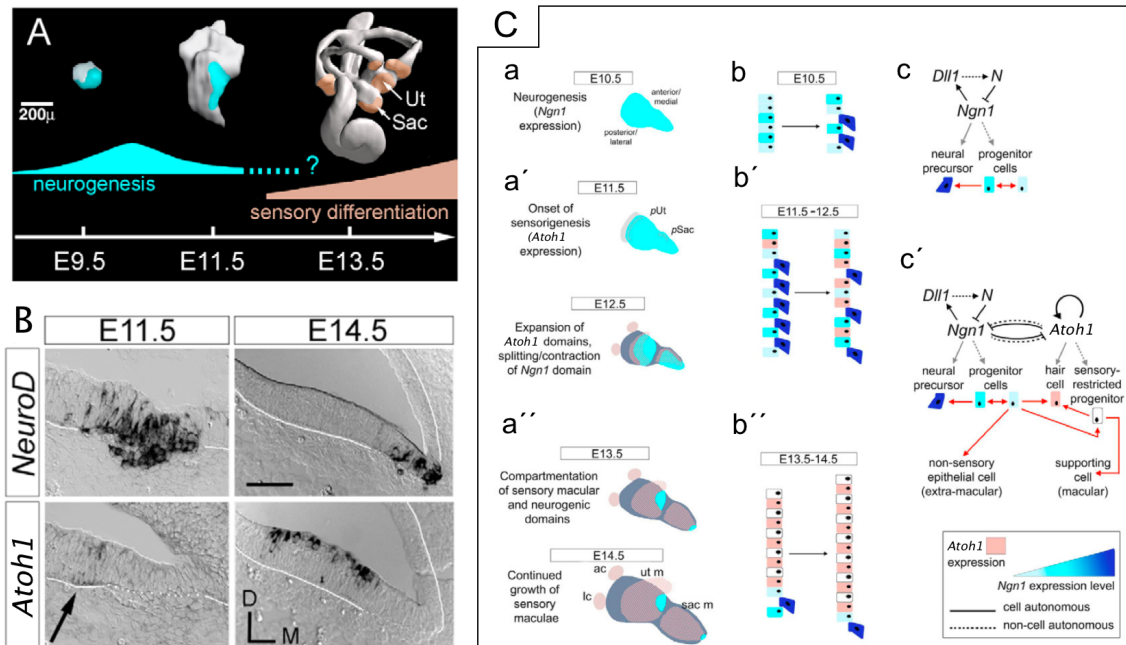 A
200µ
Ut
Sac
neurogenesis
?
sensory differentiation
E9.5
E11.5
E13.5
B
E11.5
E14.5
NeuroD
Atoh1
D
M
C
a
E10.5
Neurogenesis
(Ngn1
expression)
anterior/
medial
posterior/
lateral
a´
E11.5
Onset of
sensorigenesis
(Atoh1
expression)
pUt
pSac
E12.5
Expansion of
Atoh1 domains,
splitting/contraction
of Ngn1 domain
a´´
E13.5
Compartmentation
of sensory macular
and neurogenic
domains
E14.5
Continued
growth of
sensory
maculae
ac
lc
ut m
sac m
b
E10.5
b´
E11.5 - 12.5
b´´
E13.5-14.5
c
Dll1
N
Ngn1
neural
precursor
progenitor
cells
c´
Dll1
N
Ngn1
Atoh1
neural
precursor
progenitor
cells
hair
cell
sensory-
restricted
progenitor
non-sensory
epithelial cell
(extra-macular)
supporting
cell
(macular)
Atoh1
expression
Ngn1 expression level
cell autonomous
non-cell autonomous